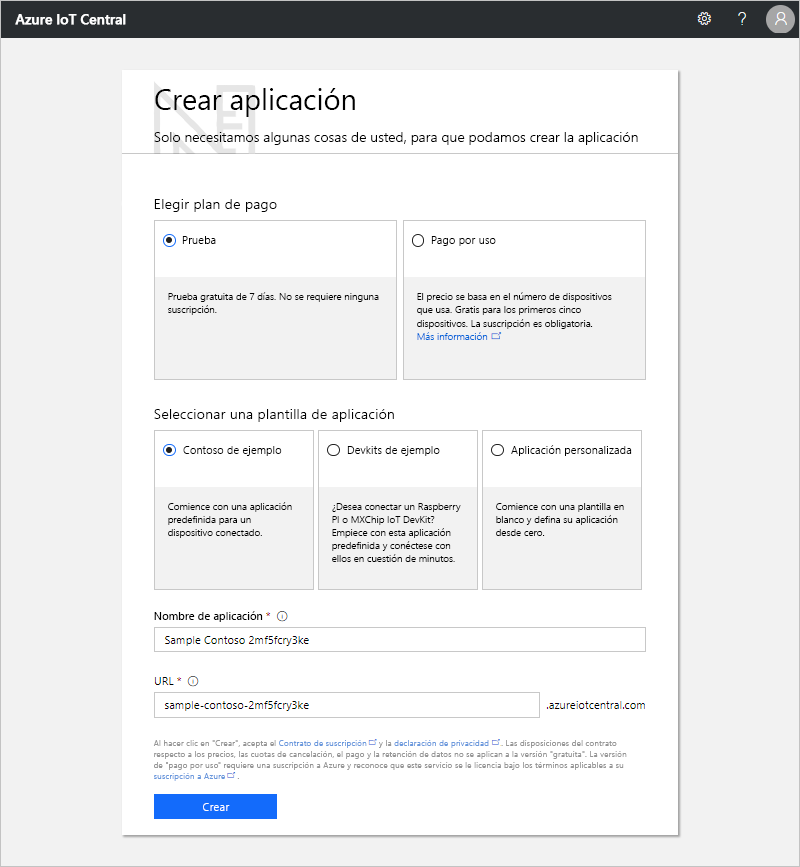 Azure IoT Central
?
Crear aplicación
Solo necesitamos algunas cosas de usted, para que podamos crear la aplicación
Elegir plan de pago
Prueba
Prueba gratuita de 7 días. No se requiere ninguna
suscripción.
Pago por uso
El precio se basa en el número de dispositivos
que usa. Gratis para los primeros cinco
dispositivos. La suscripción es obligatoria.
Más información
Seleccionar una plantilla de aplicación
Contoso de ejemplo
Comience con una aplicación
predefinida para un
dispositivo conectado.
Devkits de ejemplo
¿Desea conectar un Raspberry
PI o MXChip IoT DevKit?
Empiece con esta aplicación
predefinida y conéctese con
ellos en cuestión de minutos.
Aplicación personalizada
Comience con una plantilla en
blanco y defina su aplicación
desde cero.
Nombre de aplicación *
Sample Contoso 2mf5fcry3ke
URL *
sample-contoso-2mf5fcry3ke .azureiotcentral.com
Al hacer clic en "Crear", acepta el Contrato de suscripción y la declaración de privacidad. Las disposiciones del contrato
respecto a los precios, las cuotas de cancelación, el pago y la retención de datos no se aplican a la versión "gratuita". La versión
de "pago por uso" requiere una suscripción a Azure y reconoce que este servicio se le licencia bajo los términos aplicables a su
suscripción a Azure.
Crear